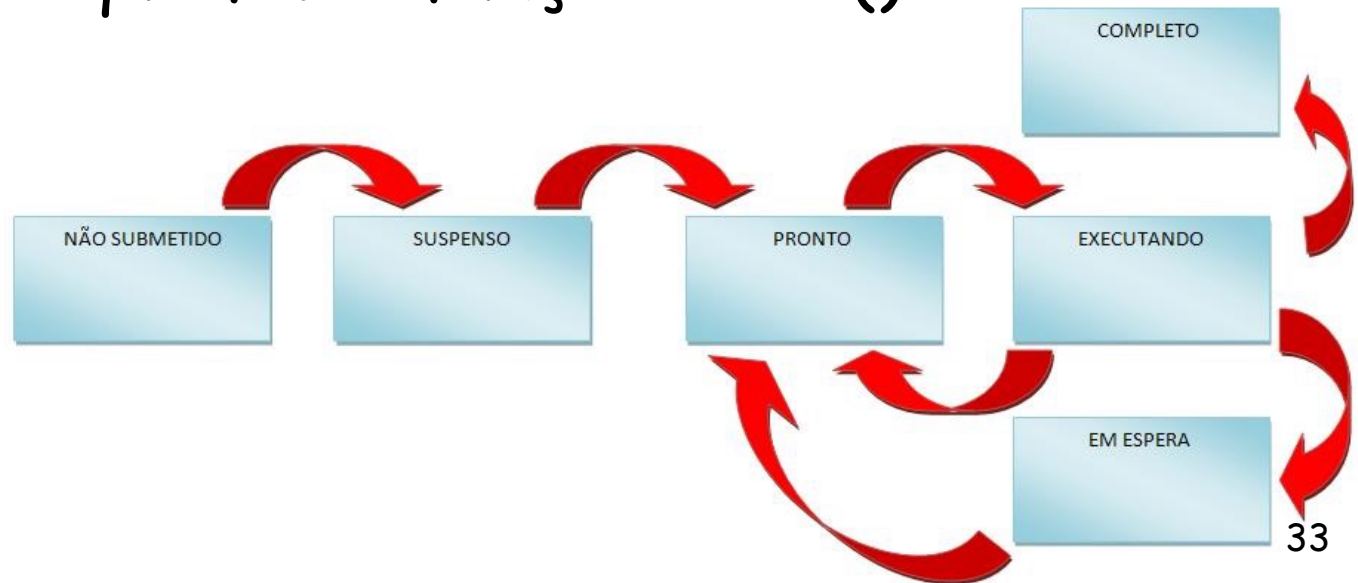 COMPLETO
NÃO SUBMETIDO
SUSPENSO
PRONTO
EXECUTANDO
EM ESPERA
33